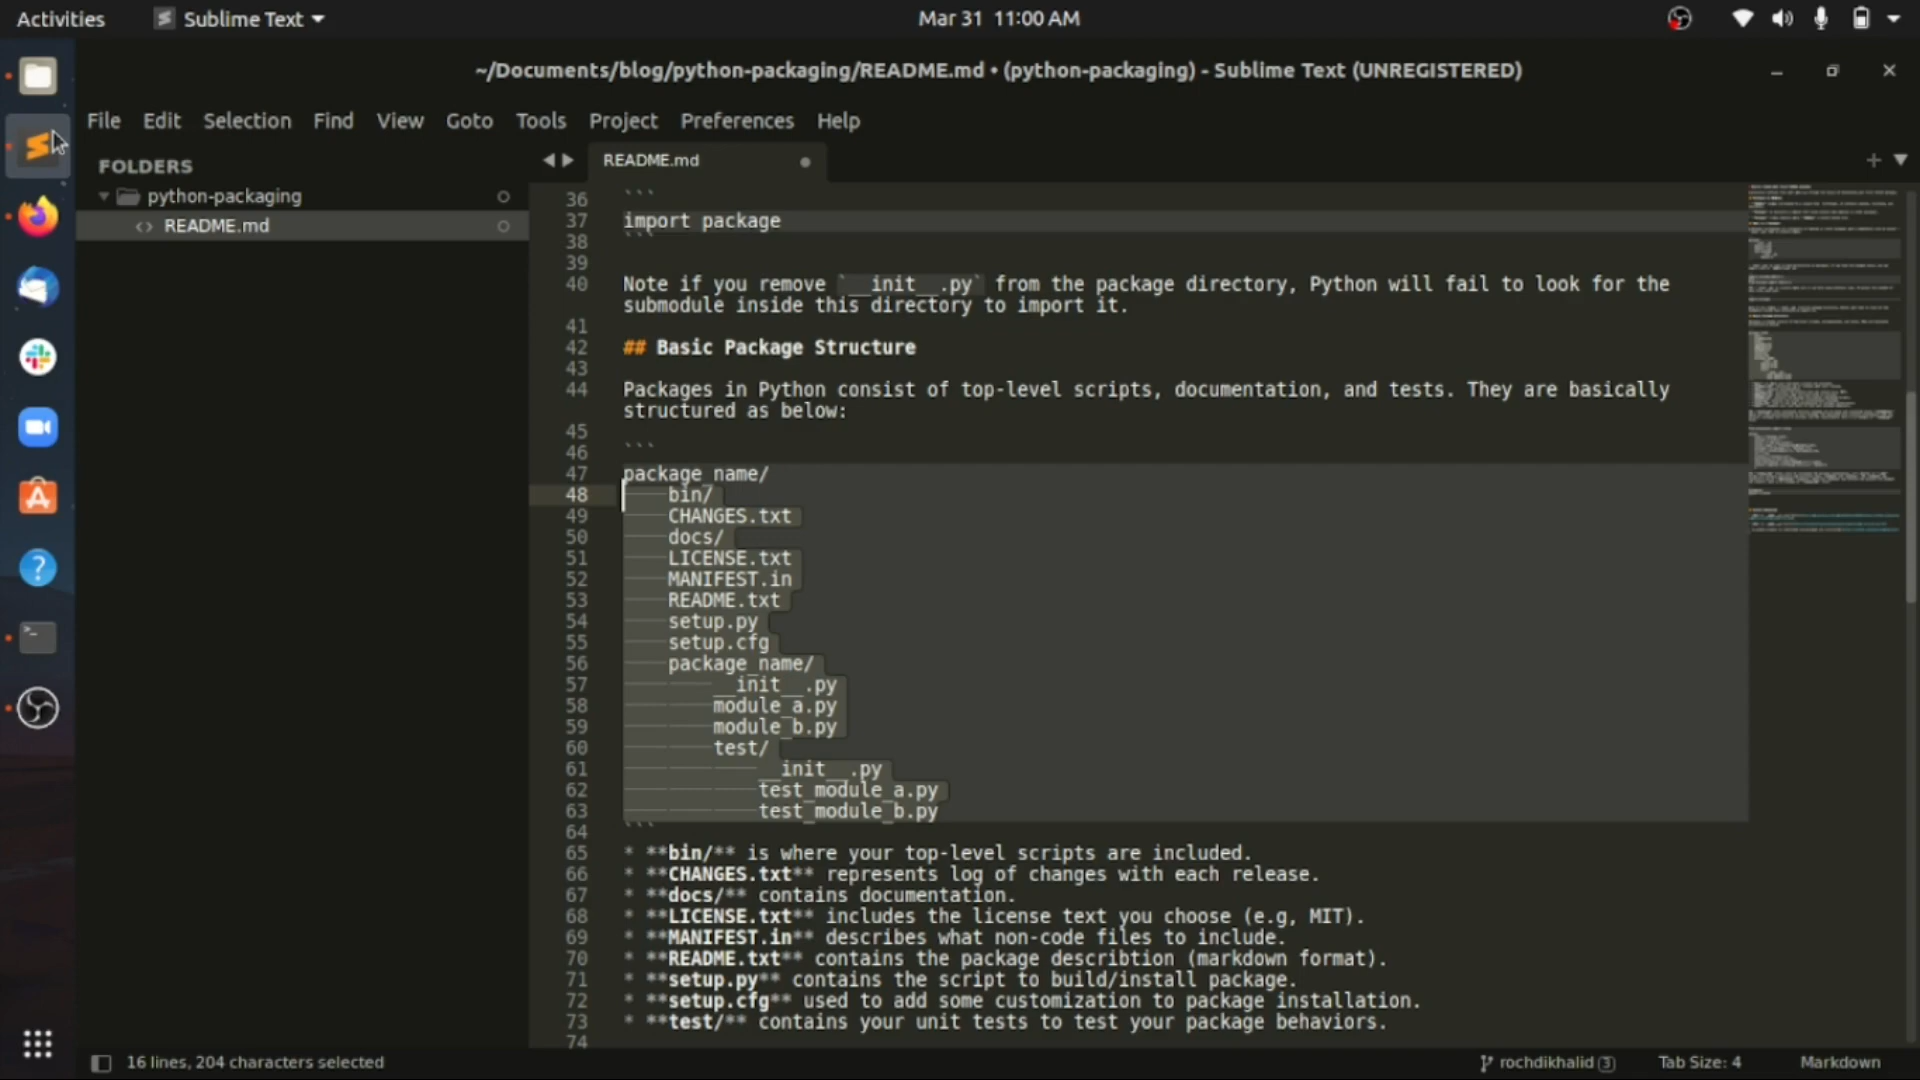 Activities
Sublime Text
Mar 31 11:00 AM
~/Documents/blog/python-packaging/README.md • (python-packaging) - Sublime Text (UNREGISTERED)
File Edit Selection Find View Goto Tools Project Preferences Help
FOLDERS
python-packaging
README.md
README.md
36 ```
37 import package
38 ```
39
40 Note if you remove `__init__.py` from the package directory, Python will fail to look for the
submodule inside this directory to import it.
41
42 ## Basic Package Structure
43
44 Packages in Python consist of top-level scripts, documentation, and tests. They are basically
structured as below:
45
46 ```
47 package_name/
48 bin/
49 CHANGES.txt
50 docs/
51 LICENSE.txt
52 MANIFEST.in
53 README.txt
54 setup.py
55 setup.cfg
56 package_name/
57 __init__.py
58 module_a.py
59 module_b.py
60 test/
61 __init__.py
62 test_module_a.py
63 test_module_b.py
64 ```
65 * **bin/** is where your top-level scripts are included.
66 * **CHANGES.txt** represents log of changes with each release.
67 * **docs/** contains documentation.
68 * **LICENSE.txt** includes the license text you choose (e.g, MIT).
69 * **MANIFEST.in** describes what non-code files to include.
70 * **README.txt** contains the package describtion (markdown format).
71 * **setup.py** contains the script to build/install package.
72 * **setup.cfg** used to add some customization to package installation.
73 * **test/** contains your unit tests to test your package behaviors.
74
16 lines, 204 characters selected
rochdikhalid 3
Tab Size: 4
Markdown